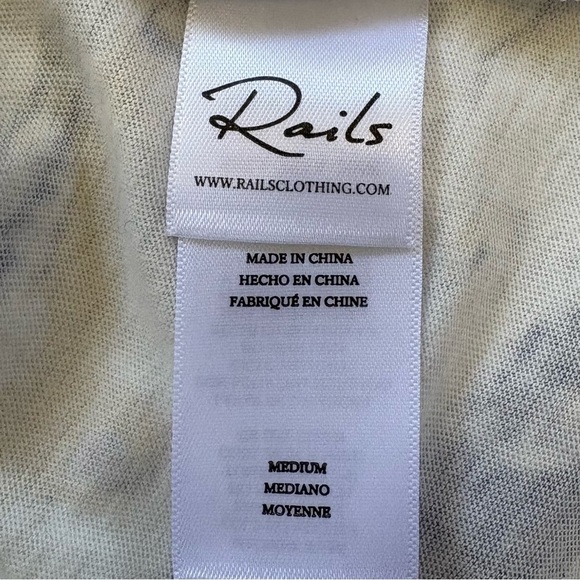 Rails
WWW.RAILSCLOTHING.COM
MADE IN CHINA
HECHO EN CHINA
FABRIQUÉ EN CHINE
MEDIUM
MEDIANO
MOYENNE